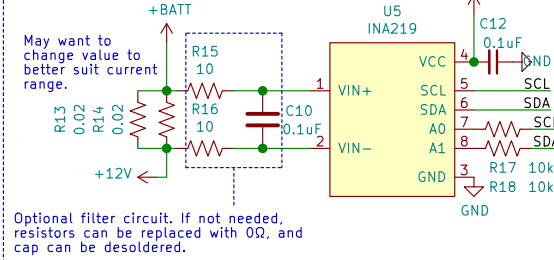 +BATT
U5
INA219
C12
0.1uF
GND
May want to
change value to
better suit current
range.
R15
10
R16
10
R13
0.02
R14
0.02
C10
0.1uF
1
VIN+
2
VIN-
VCC
4
SCL
5
SCL
SDA
6
SDA
A0
7
A1
8
SDA
GND
3
R17 10k
R18 10k
GND
+12V
Optional filter circuit. If not needed,
resistors can be replaced with 0Ω, and
cap can be desoldered.